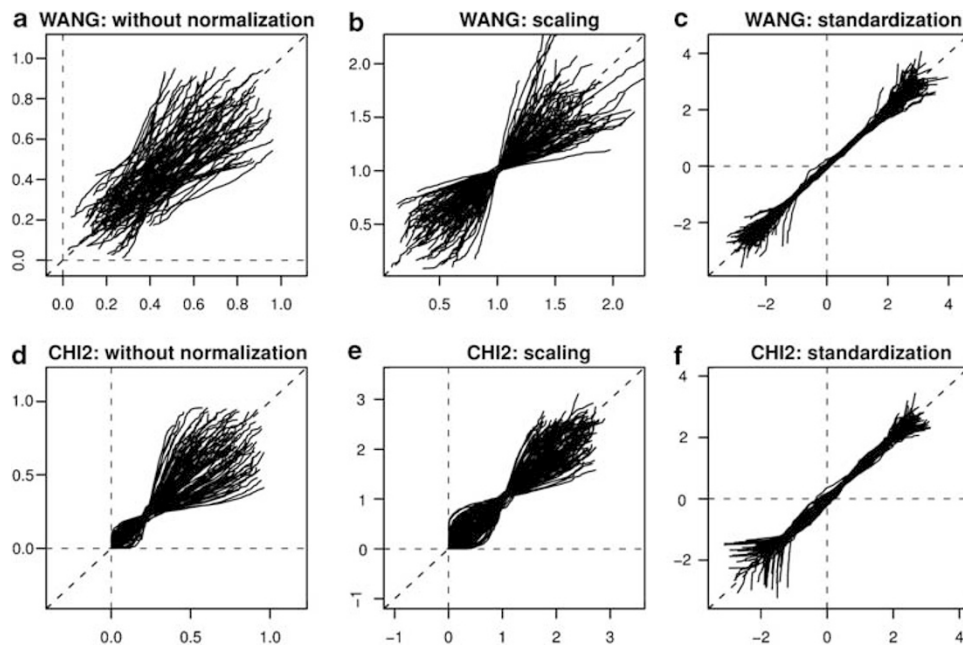 a WANG: without normalization
b WANG: scaling
c WANG: standardization
1.0
0.8
0.6
0.4
0.2
0.0
0.0 0.2 0.4 0.6 0.8 1.0
2.0
1.5
1.0
0.5
0.5 1.0 1.5 2.0
4
2
0
−2
−2 0 2 4
d CHI2: without normalization
e CHI2: scaling
f CHI2: standardization
1.0
0.5
0.0
0.0 0.5 1.0
3
2
1
0
−1
−1 0 1 2 3
4
2
0
−2
−2 0 2 4